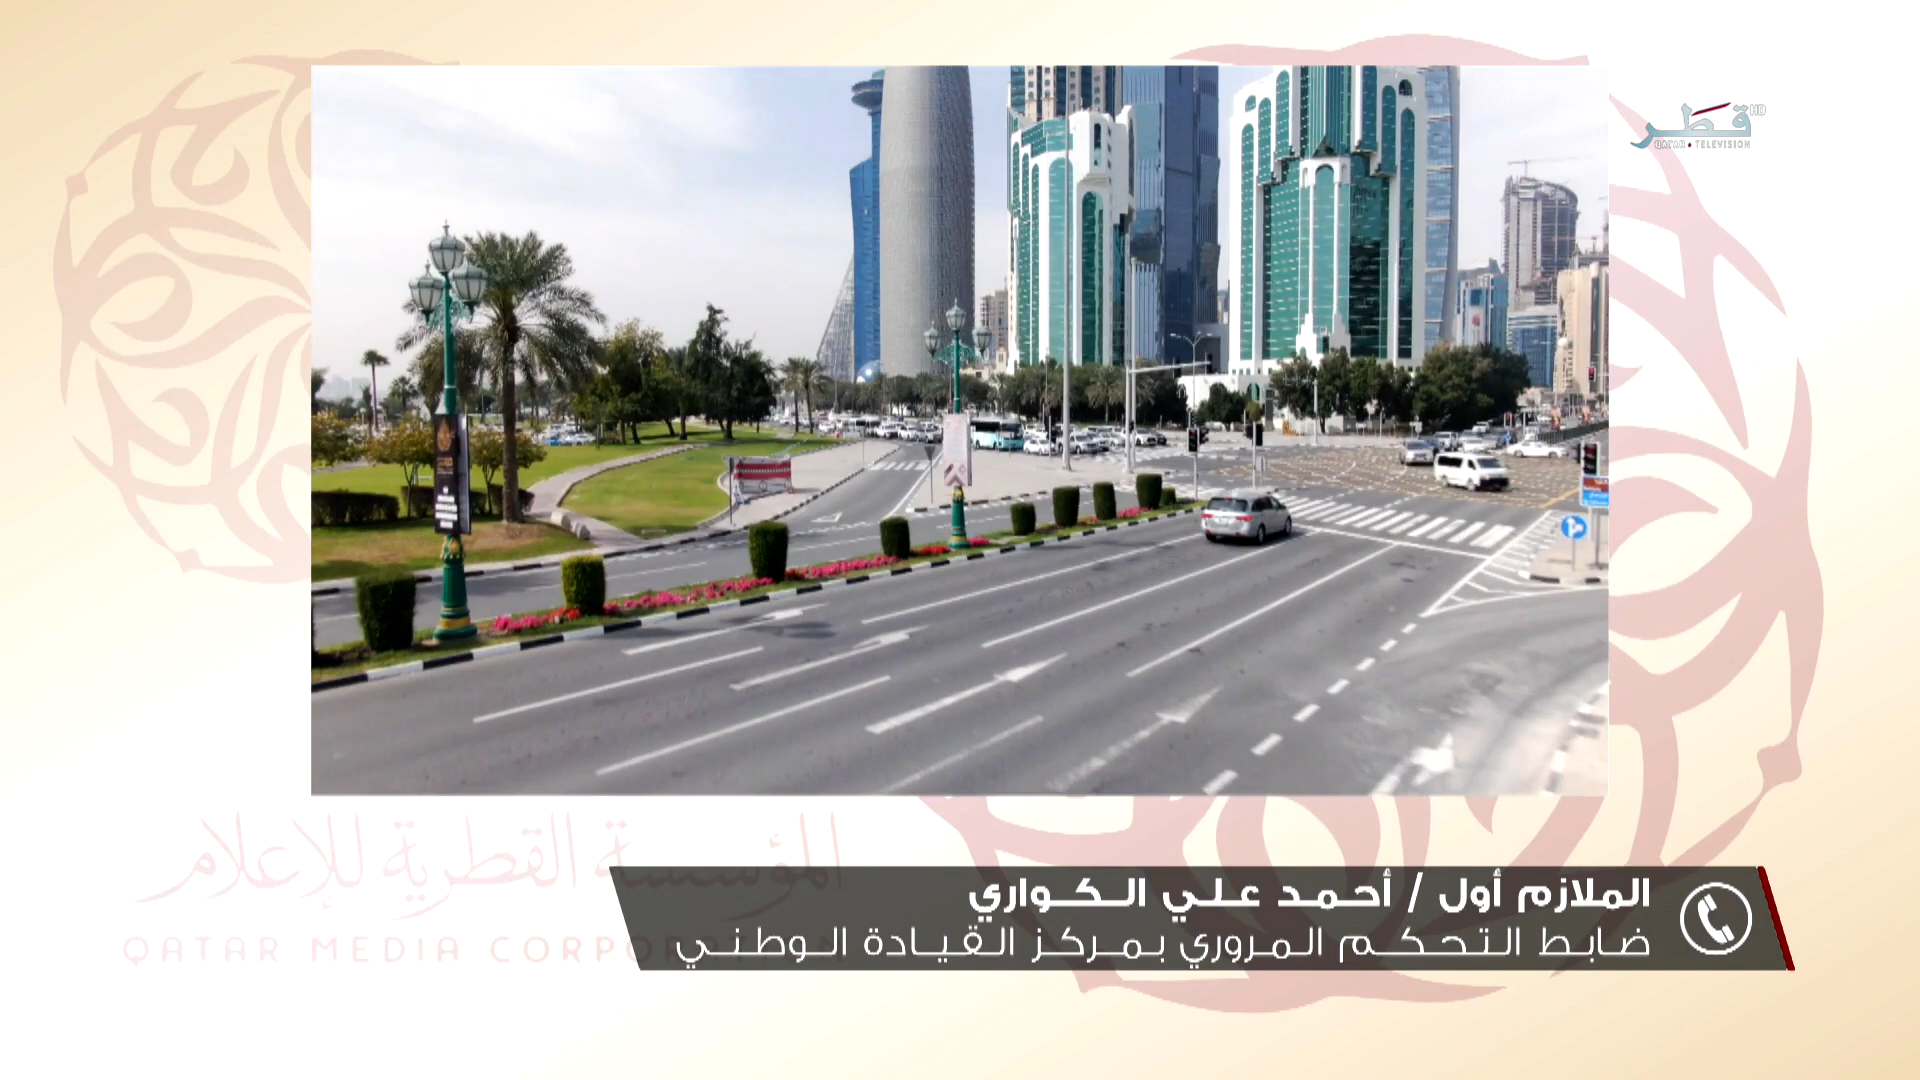 قطر HD
QATAR TELEVISION
المؤسسة القطرية للإعلام
QATAR MEDIA CORPORATION
الملازم أول / أحمد علي الكواري
ضابط التحكم المروري بمركز القيادة الوطني